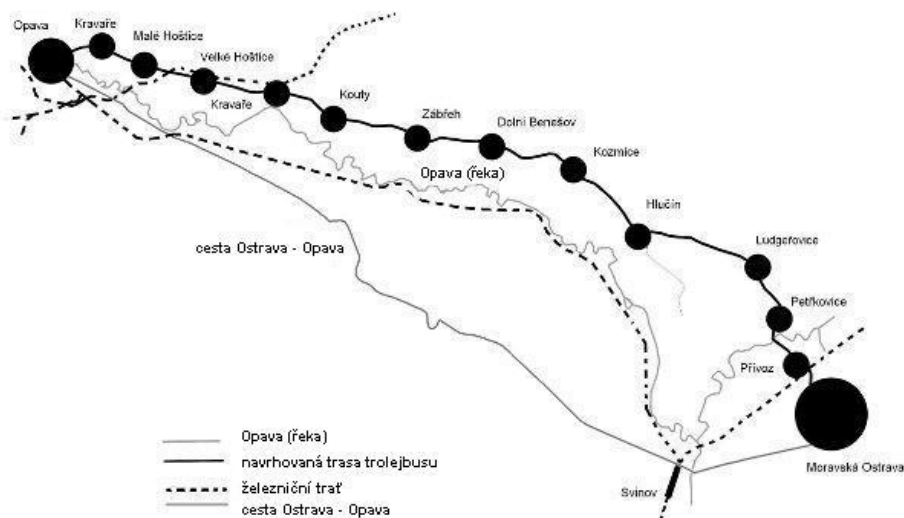 Opava
Kravaře
Malé Hoštice
Velké Hoštice
Kravaře
Kouty
Zábřeh
Dolní Benešov
Kozmice
Opava (řeka)
Hlučín
cesta Ostrava - Opava
Ludgeřovice
Petřkovice
Přívoz
Moravská Ostrava
Svinov
Opava (řeka)
navrhovaná trasa trolejbusu
železniční trať
cesta Ostrava - Opava